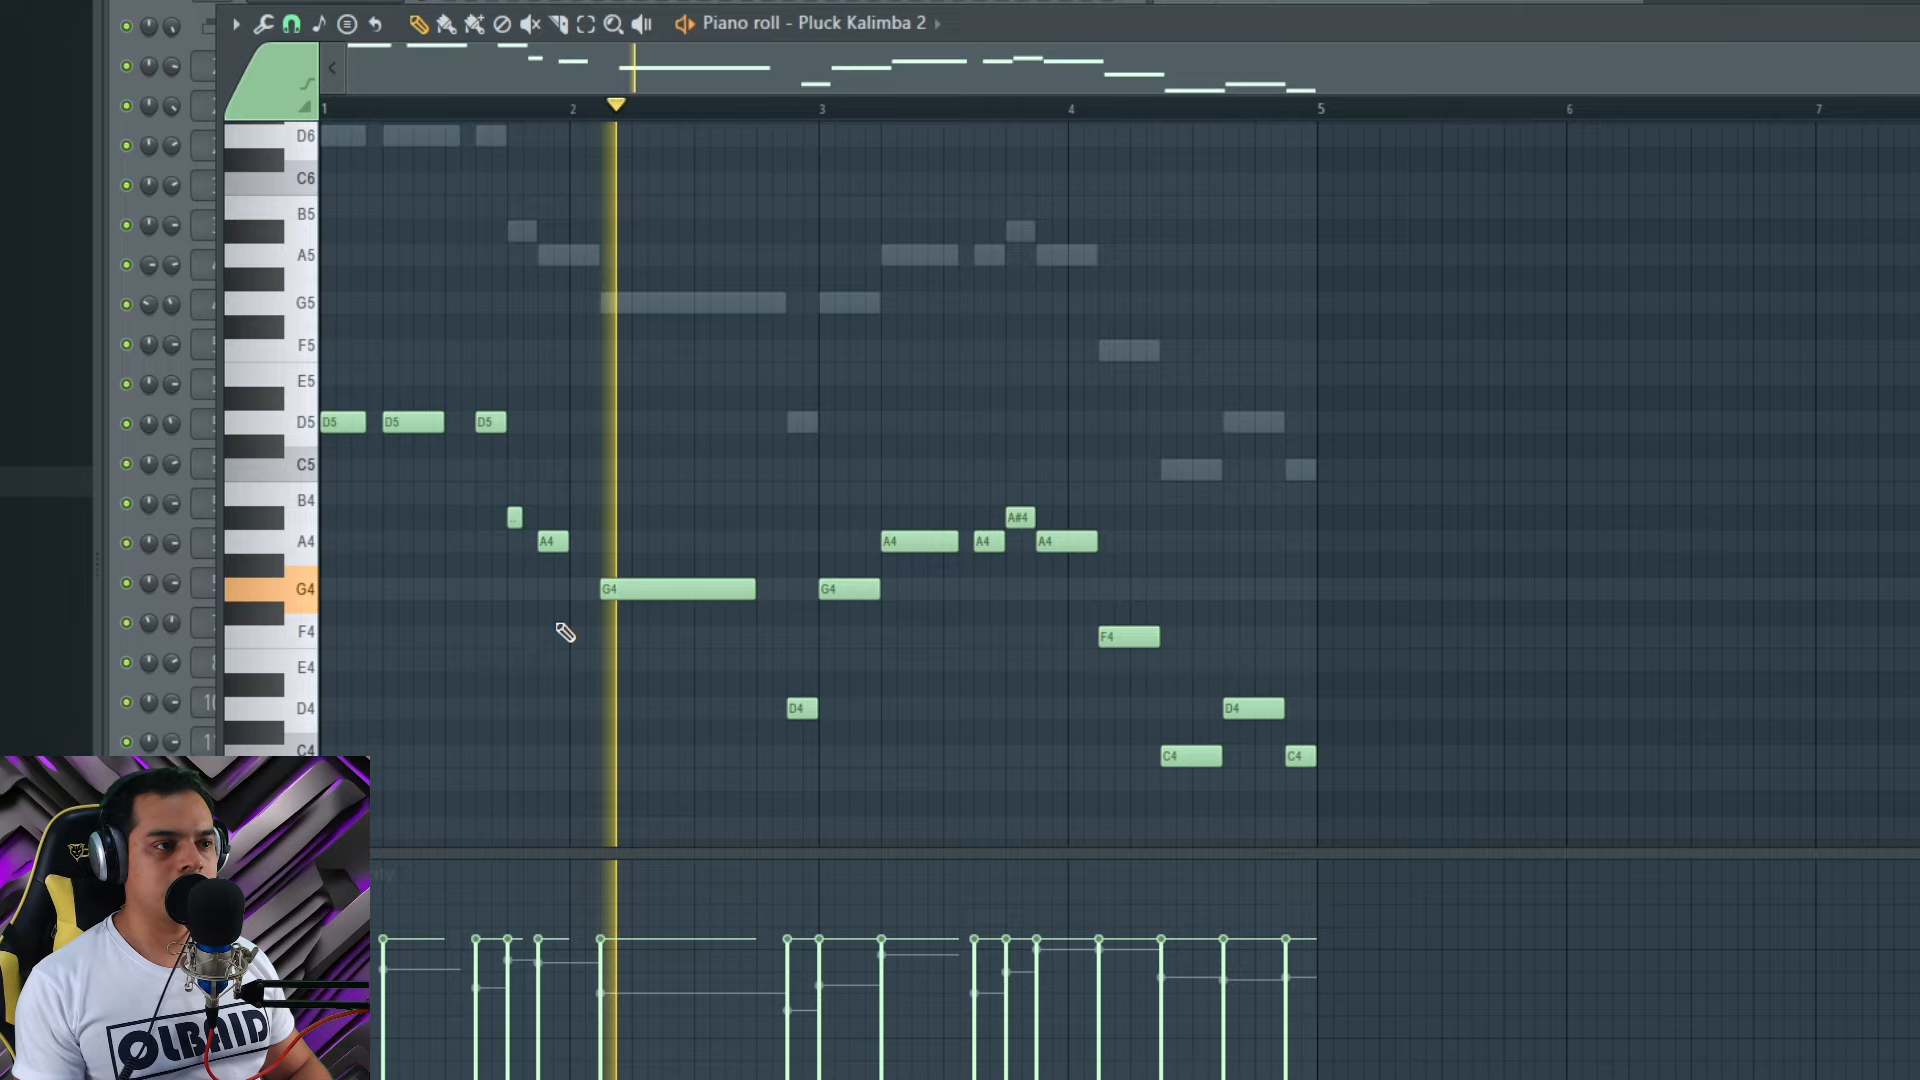 Piano roll - Pluck Kalimba 2
1 2 3 4 5 6 7
D6
C6
B5
A5
G5
F5
E5
D5 D5 D5 D5
C5
B4
A#4
A4 A4 A4 A4 A4
G4 G4 G4
F4 F4
E4
D4 D4 D4
C4 C4 C4
OLBAID